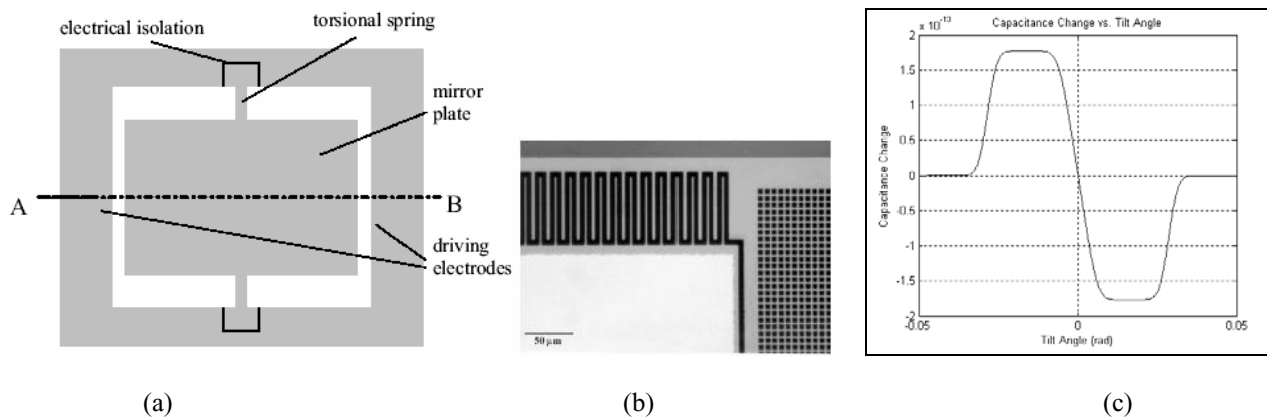 electrical isolation
torsional spring
mirror
plate
A
B
driving
electrodes
(a)
50 µm
(b)
x 10⁻¹³
Capacitance Change vs. Tilt Angle
2
1.5
1
0.5
0
-0.5
-1
-1.5
-2
Capacitance Change
-0.05
0
0.05
Tilt Angle (rad)
(c)